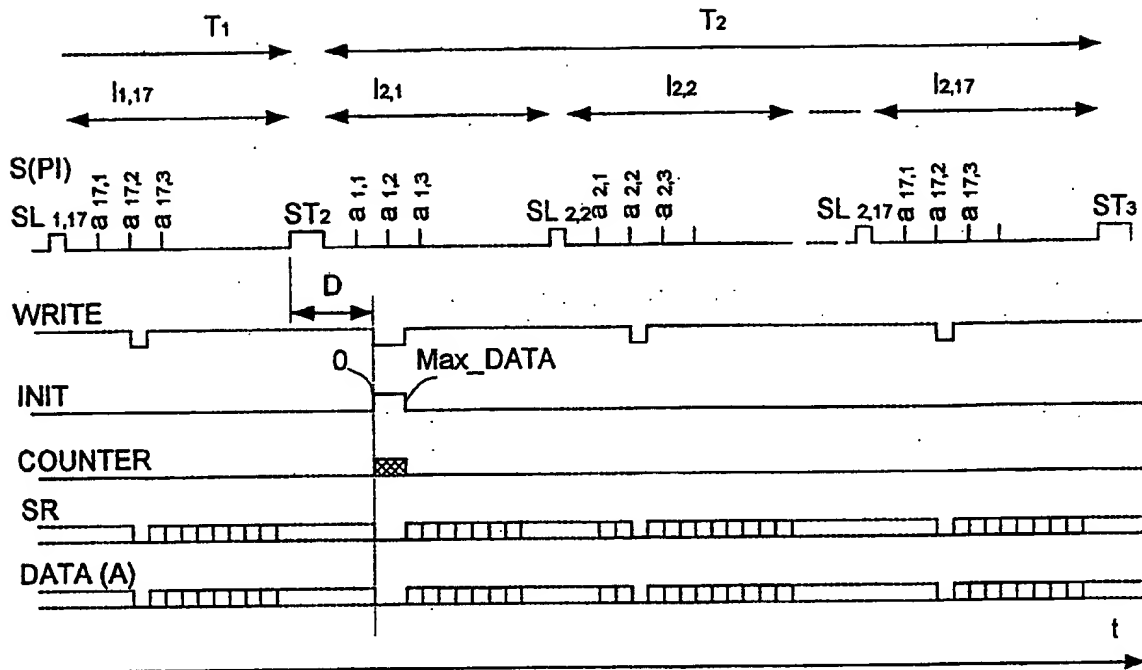 T1 T2
I1,17 I2,1 I2,2 I2,17
S(PI)
SL 1,17 a 17,1 a 17,2 a 17,3 ST2 a 1,1 a 1,2 a 1,3 SL 2,2 a 2,1 a 2,2 a 2,3 SL 2,17 a 17,1 a 17,2 a 17,3 ST3
D
WRITE
0 Max_DATA
INIT
COUNTER
SR
DATA (A)
t